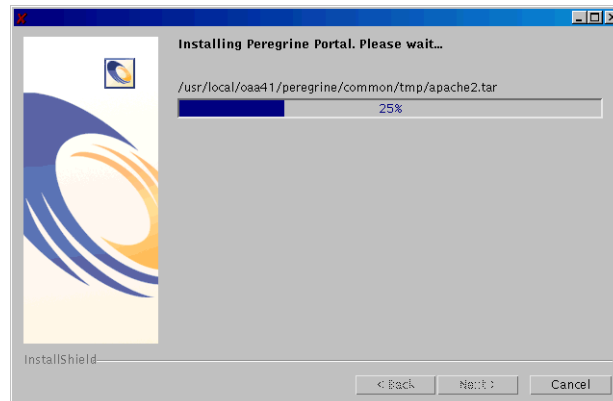 Installing Peregrine Portal. Please wait...
/usr/local/oaa41/peregrine/common/tmp/apache2.tar
25%
InstallShield
< Back
Next >
Cancel